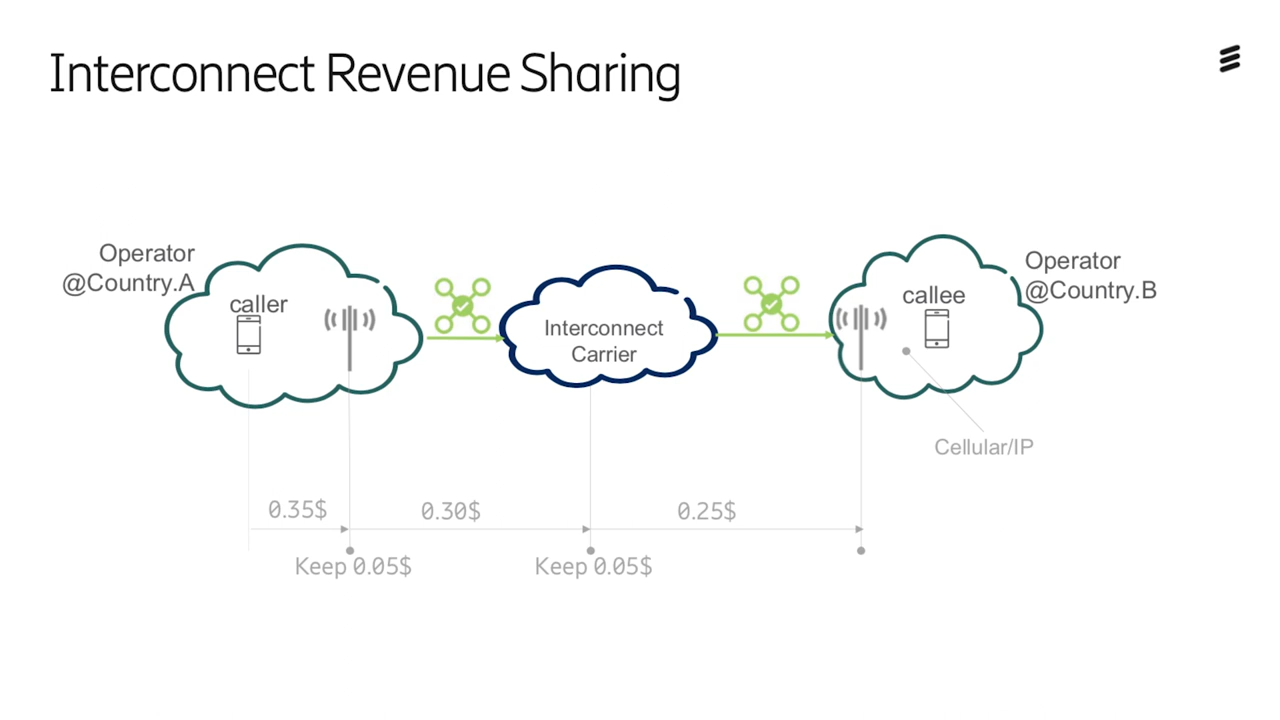 Interconnect Revenue Sharing
Operator
@Country.A
caller
Interconnect
Carrier
callee
Operator
@Country.B
Cellular/IP
0.35$
0.30$
0.25$
Keep 0.05$
Keep 0.05$